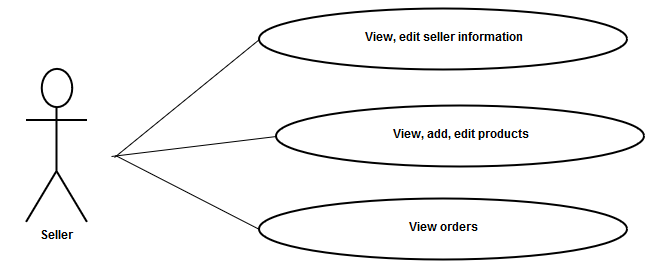 View, edit seller information
View, add, edit products
View orders
Seller